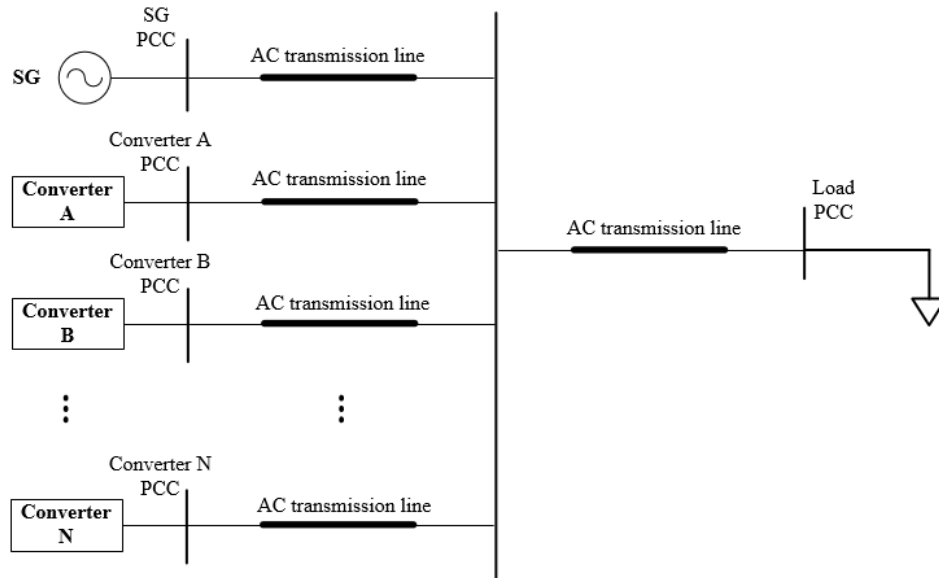 SG
PCC
AC transmission line
SG
Converter A
PCC
AC transmission line
Converter
A
Load
PCC
AC transmission line
Converter B
PCC
AC transmission line
Converter
B
Converter N
PCC
AC transmission line
Converter
N